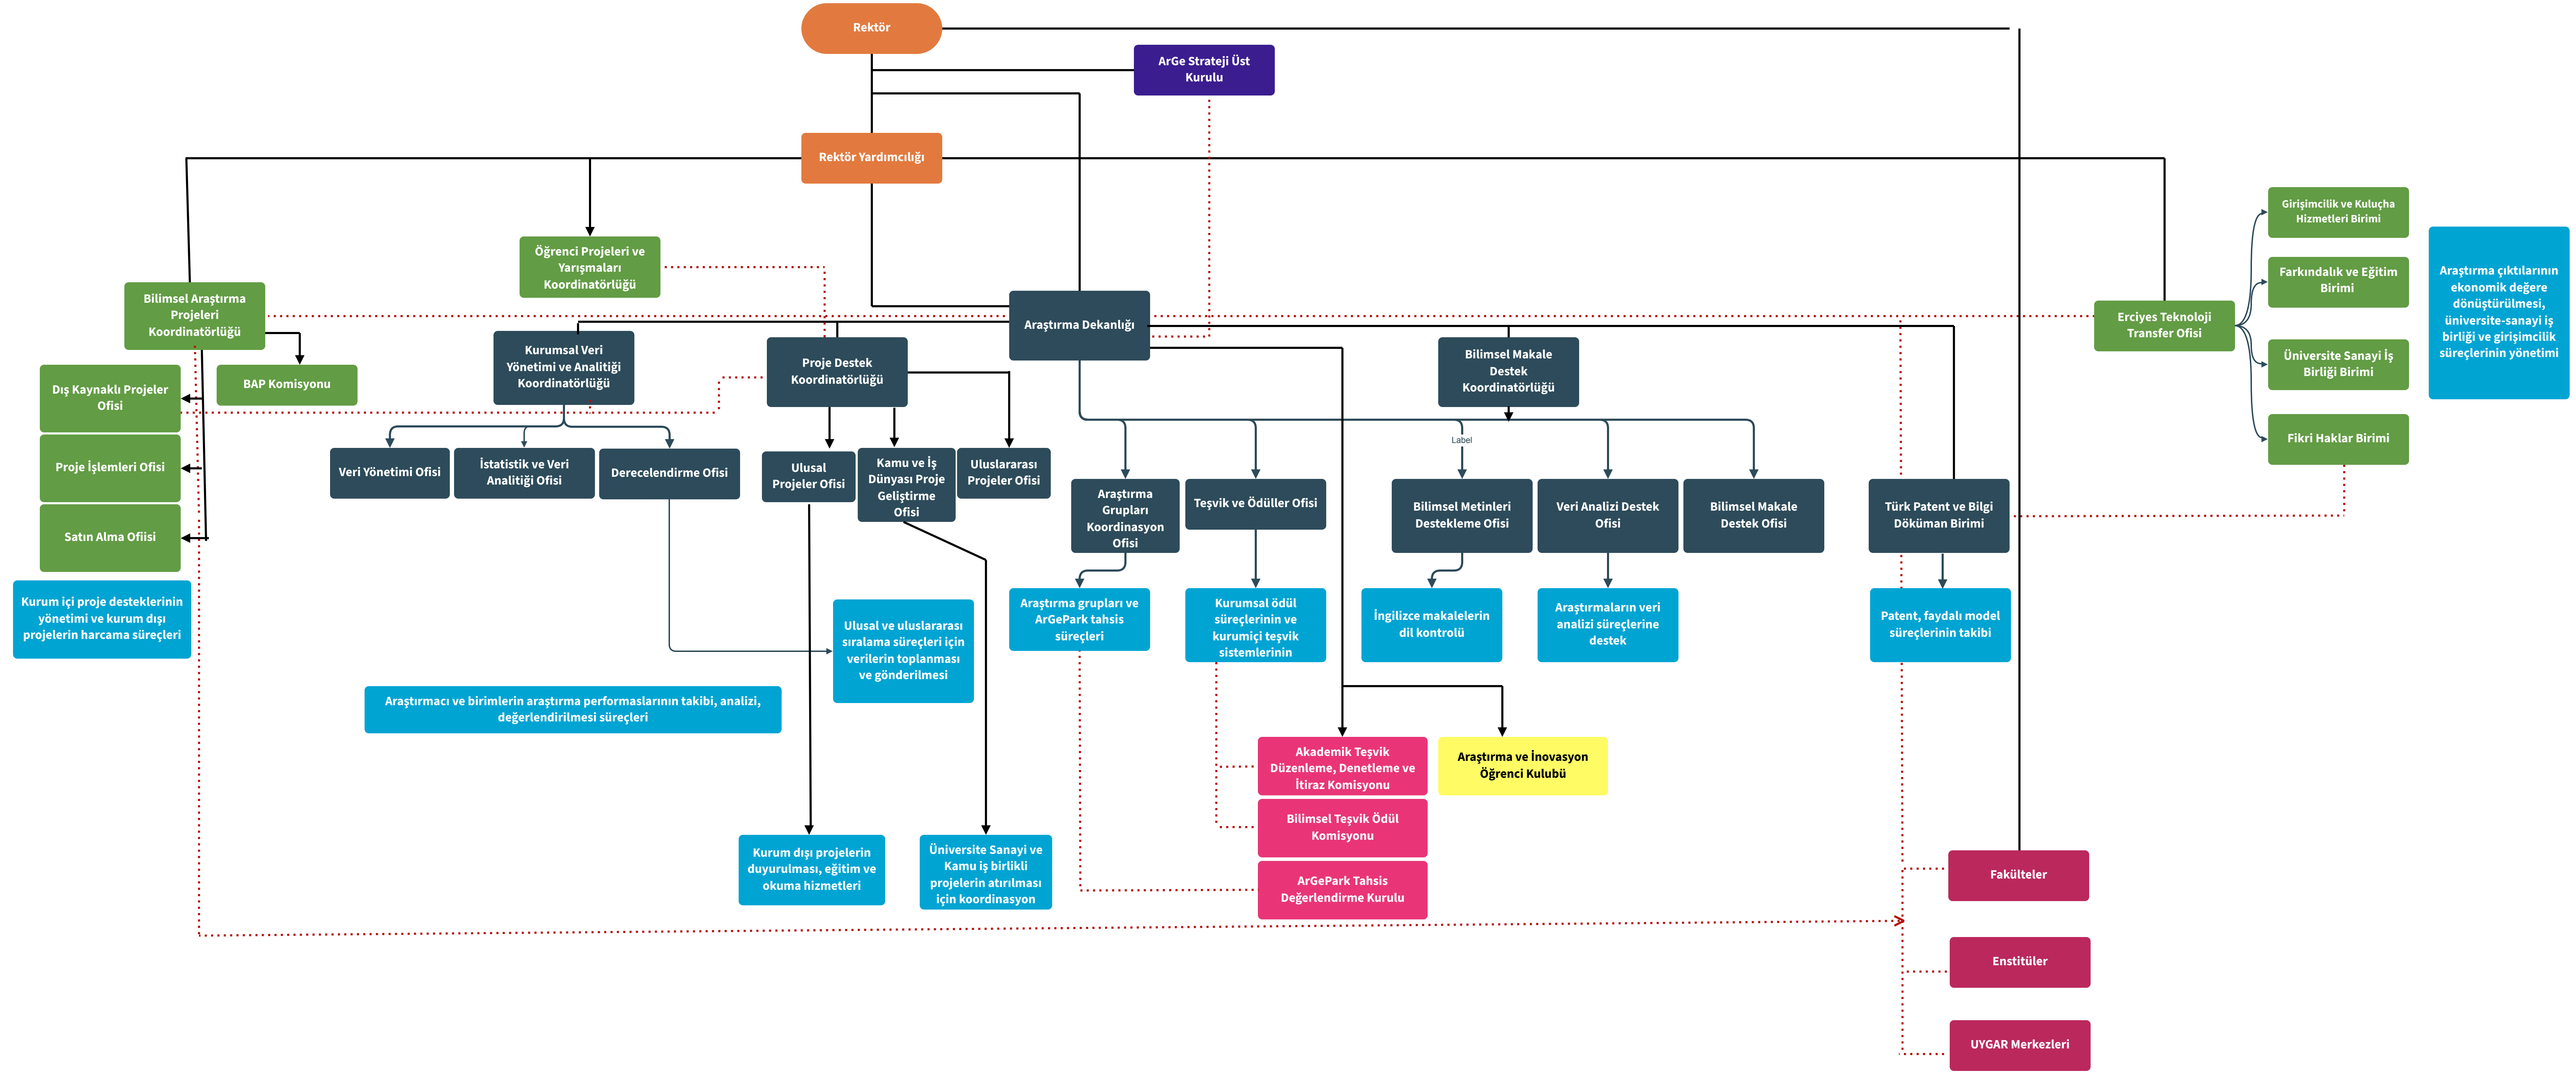 Rektör
ArGe Strateji Üst
Kurulu
Rektör Yardımcılığı
Girişimcilik ve Kuluçha
Hizmetleri Birimi
Öğrenci Projeleri ve
Yarışmaları
Koordinatörlüğü
Farkındalık ve Eğitim
Birimi
Araştırma çıktılarının
ekonomik değere
dönüştürülmesi,
üniversite-sanayi iş
birliği ve girişimcilik
süreçlerinin yönetimi
Bilimsel Araştırma
Projeleri
Koordinatörlüğü
Araştırma Dekanlığı
Erciyes Teknoloji
Transfer Ofisi
Kurumsal Veri
Yönetimi ve Analitiği
Koordinatörlüğü
Proje Destek
Koordinatörlüğü
Bilimsel Makale
Destek
Koordinatörlüğü
Üniversite Sanayi İş
Birliği Birimi
Dış Kaynaklı Projeler
Ofisi
BAP Komisyonu
Fikri Haklar Birimi
Label
Proje İşlemleri Ofisi
Veri Yönetimi Ofisi
İstatistik ve Veri
Analitiği Ofisi
Derecelendirme Ofisi
Ulusal
Projeler Ofisi
Kamu ve İş
Dünyası Proje
Geliştirme
Ofisi
Uluslararası
Projeler Ofisi
Araştırma
Grupları
Koordinasyon
Ofisi
Teşvik ve Ödüller Ofisi
Bilimsel Metinleri
Destekleme Ofisi
Veri Analizi Destek
Ofisi
Bilimsel Makale
Destek Ofisi
Türk Patent ve Bilgi
Döküman Birimi
Satın Alma Ofiisi
Kurum içi proje desteklerinin
yönetimi ve kurum dışı
projelerin harcama süreçleri
Ulusal ve uluslararası
sıralama süreçleri için
verilerin toplanması
ve gönderilmesi
Araştırma grupları ve
ArGePark tahsis
süreçleri
Kurumsal ödül
süreçlerinin ve
kurumiçi teşvik
sistemlerinin
İngilizce makalelerin
dil kontrolü
Araştırmaların veri
analizi süreçlerine
destek
Patent, faydalı model
süreçlerinin takibi
Araştırmacı ve birimlerin araştırma performaslarının takibi, analizi,
değerlendirilmesi süreçleri
Akademik Teşvik
Düzenleme, Denetleme ve
İtiraz Komisyonu
Araştırma ve İnovasyon
Öğrenci Kulubü
Bilimsel Teşvik Ödül
Komisyonu
Kurum dışı projelerin
duyurulması, eğitim ve
okuma hizmetleri
Üniversite Sanayi ve
Kamu iş birlikli
projelerin atırılması
için koordinasyon
ArGePark Tahsis
Değerlendirme Kurulu
Fakülteler
Enstitüler
UYGAR Merkezleri